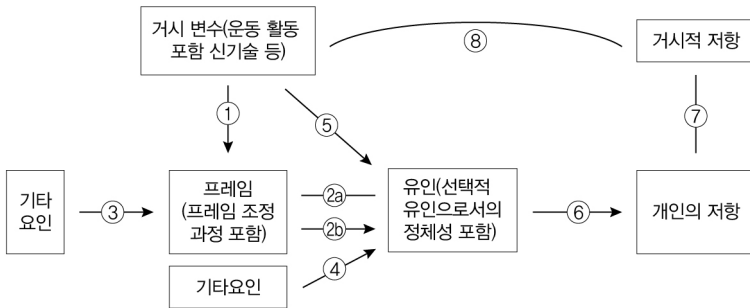 거시 변수(운동 활동
포함 신기술 등)
⑧
거시적 저항
①
⑤
⑦
기타
요인
③
프레임
(프레임 조정
과정 포함)
2a
2b
유인(선택적
유인으로서의
정체성 포함)
⑥
개인의 저항
④
기타요인